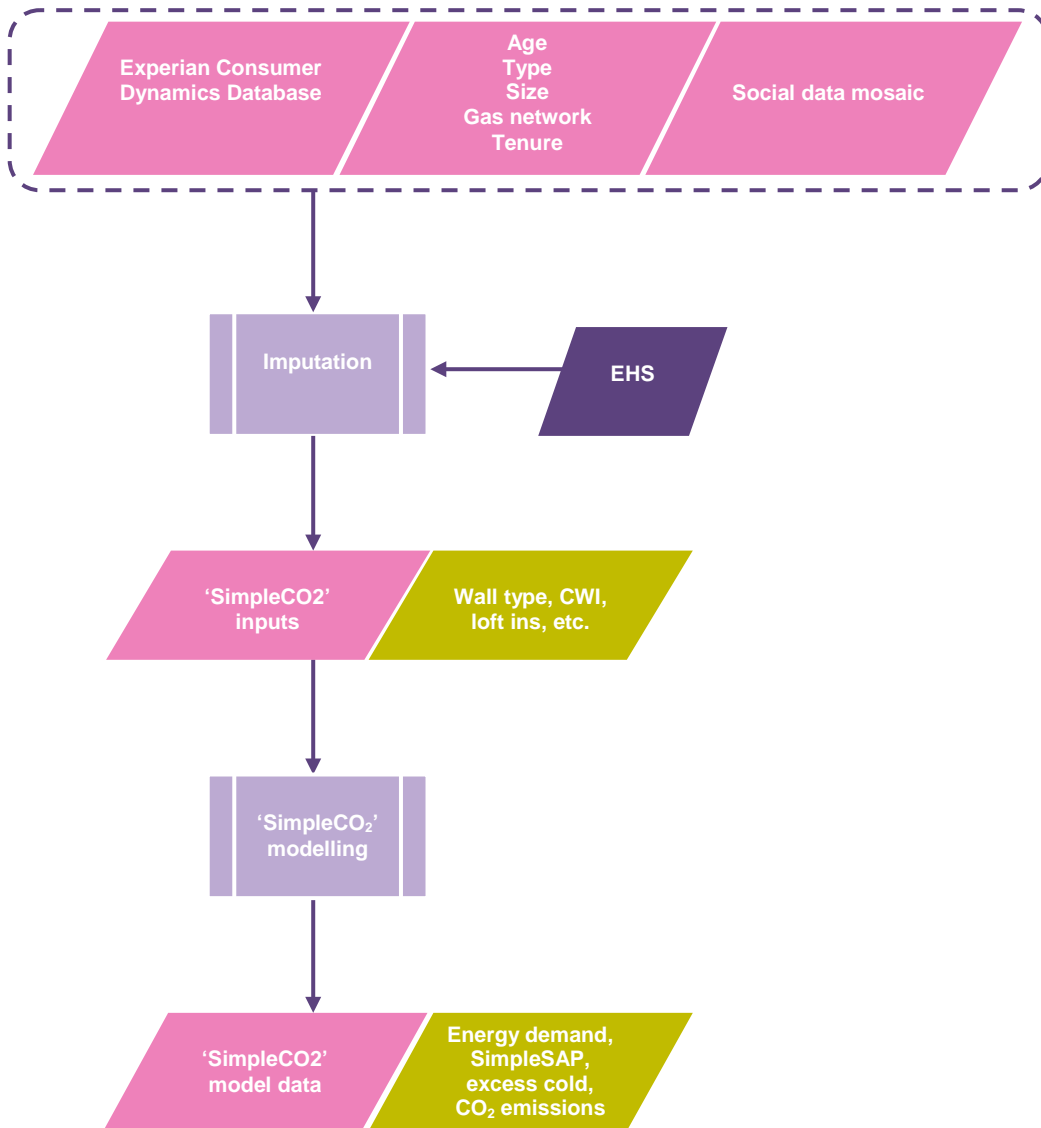 Experian Consumer
Dynamics Database
Age
Type
Size
Gas network
Tenure
Social data mosaic
Imputation
EHS
‘SimpleCO2’
inputs
Wall type, CWI,
loft ins, etc.
‘SimpleCO₂’
modelling
‘SimpleCO2’
model data
Energy demand,
SimpleSAP,
excess cold,
CO₂ emissions